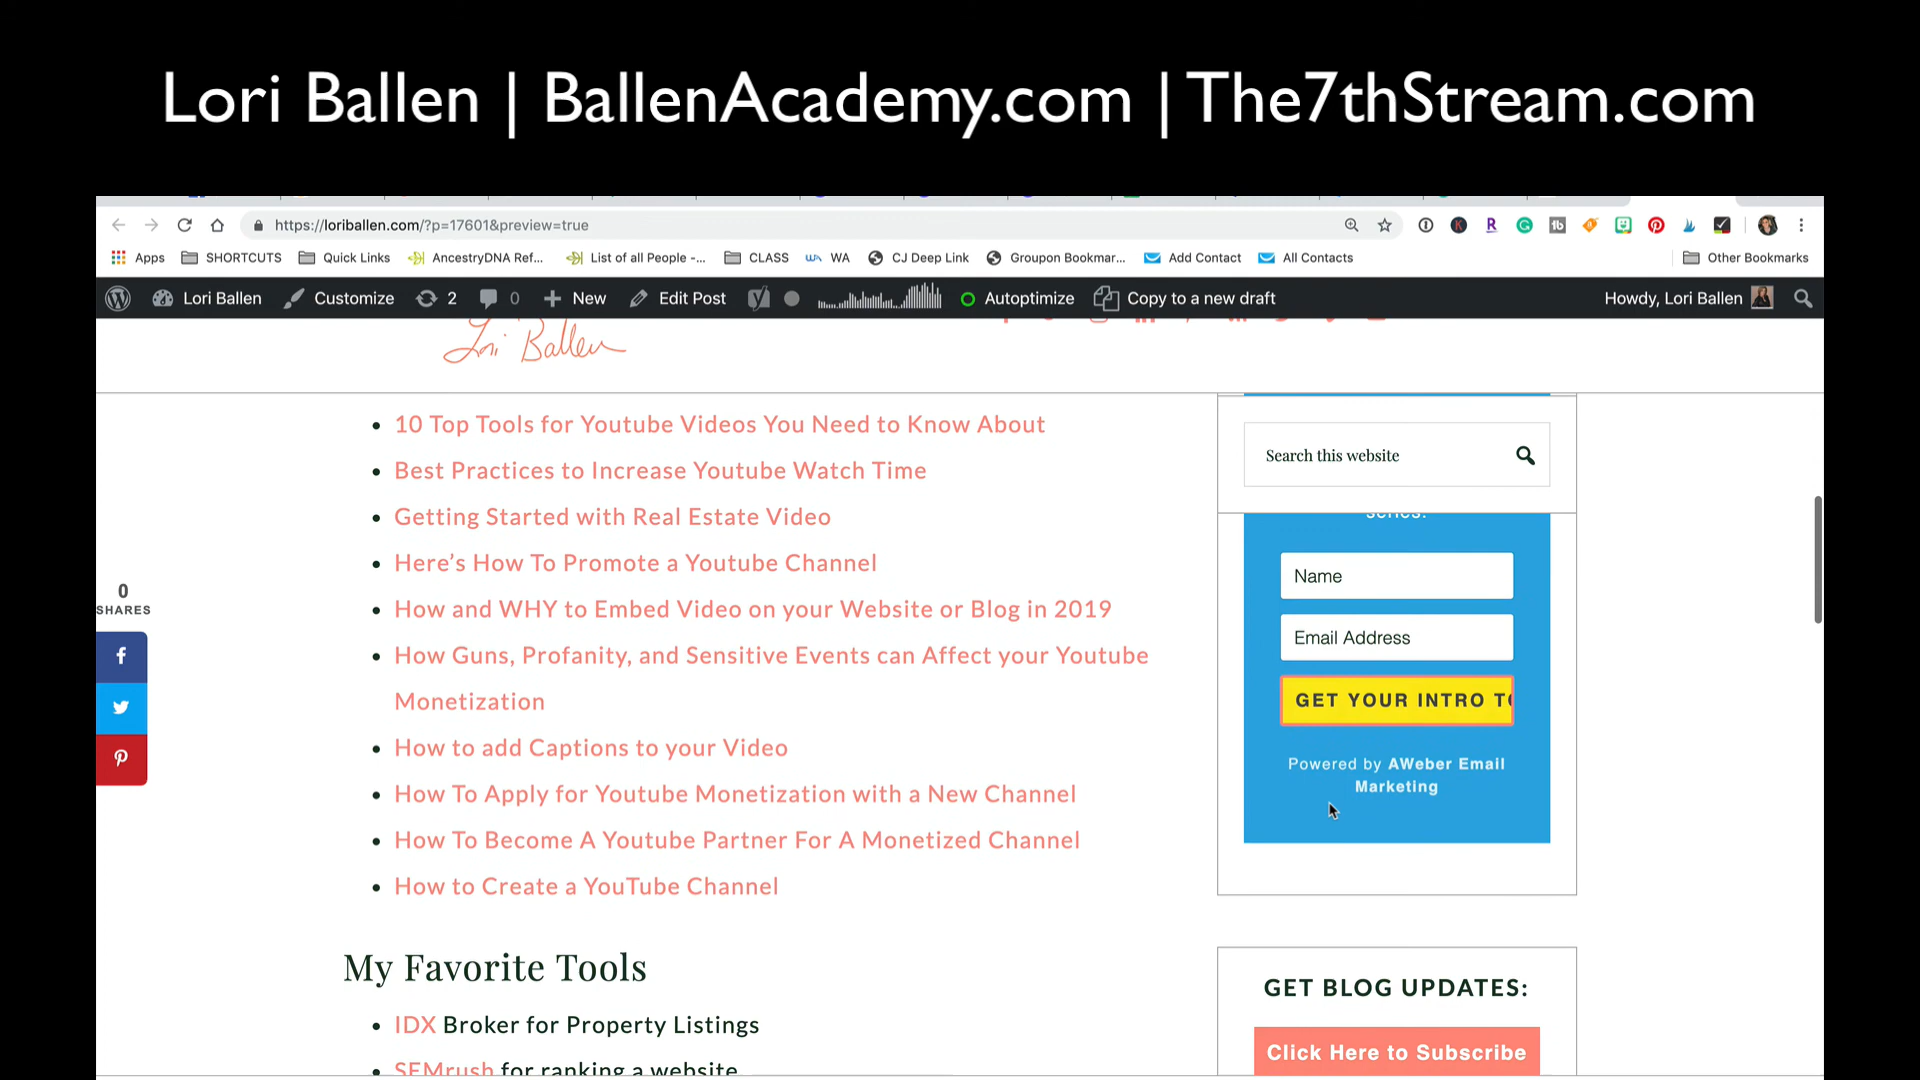 Lori Ballen | BallenAcademy.com | The7thStream.com
https://loriballen.com/?p=17601&preview=true
Apps SHORTCUTS Quick Links AncestryDNA Ref... List of all People -... CLASS WA CJ Deep Link Groupon Bookmar... Add Contact All Contacts Other Bookmarks
Lori Ballen Customize 2 0 New Edit Post Autoptimize Copy to a new draft Howdy, Lori Ballen
Lori Ballen
10 Top Tools for Youtube Videos You Need to Know About
Best Practices to Increase Youtube Watch Time
Getting Started with Real Estate Video
Here's How To Promote a Youtube Channel
How and WHY to Embed Video on your Website or Blog in 2019
How Guns, Profanity, and Sensitive Events can Affect your Youtube
Monetization
How to add Captions to your Video
How To Apply for Youtube Monetization with a New Channel
How To Become A Youtube Partner For A Monetized Channel
How to Create a YouTube Channel
My Favorite Tools
IDX Broker for Property Listings
SEMrush for ranking a website
0
SHARES
Search this website
series.
Name
Email Address
GET YOUR INTRO TO
Powered by AWeber Email
Marketing
GET BLOG UPDATES:
Click Here to Subscribe